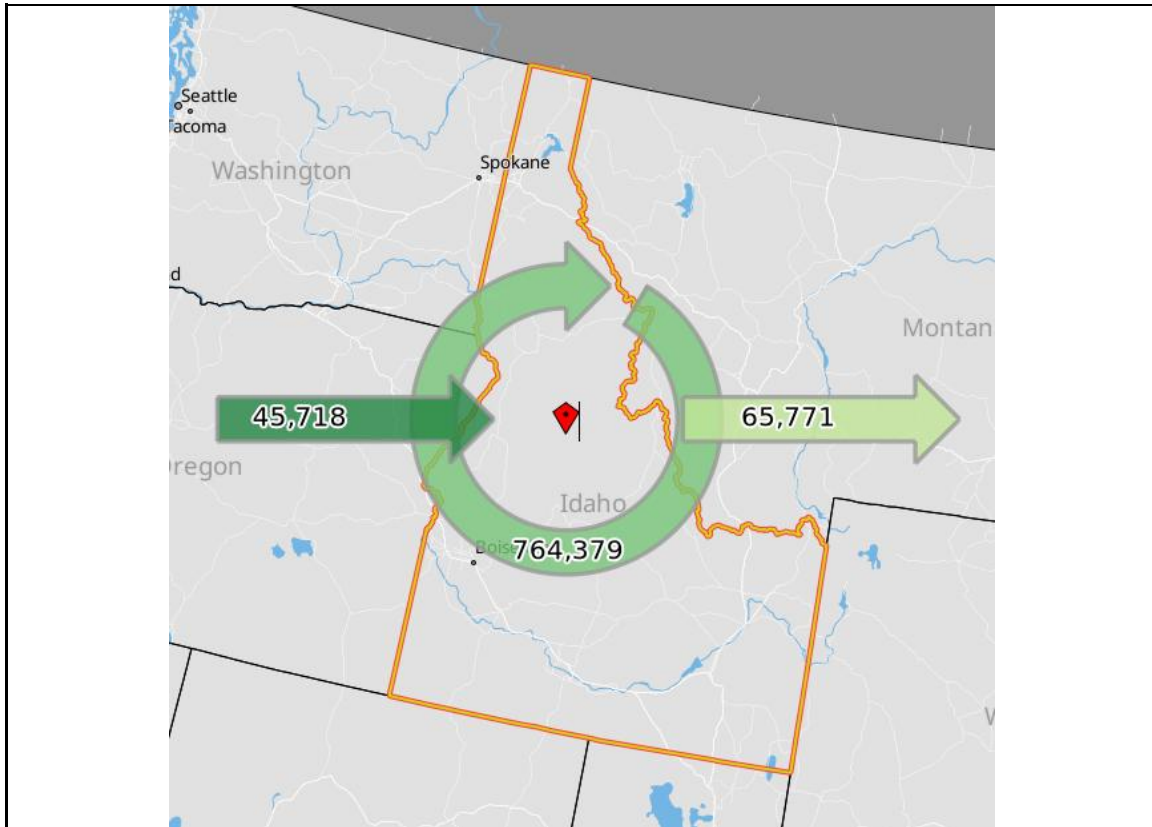 Seattle
Tacoma
Washington
Spokane
d
Montan
45,718
65,771
Oregon
Idaho
Boise
764,379
W